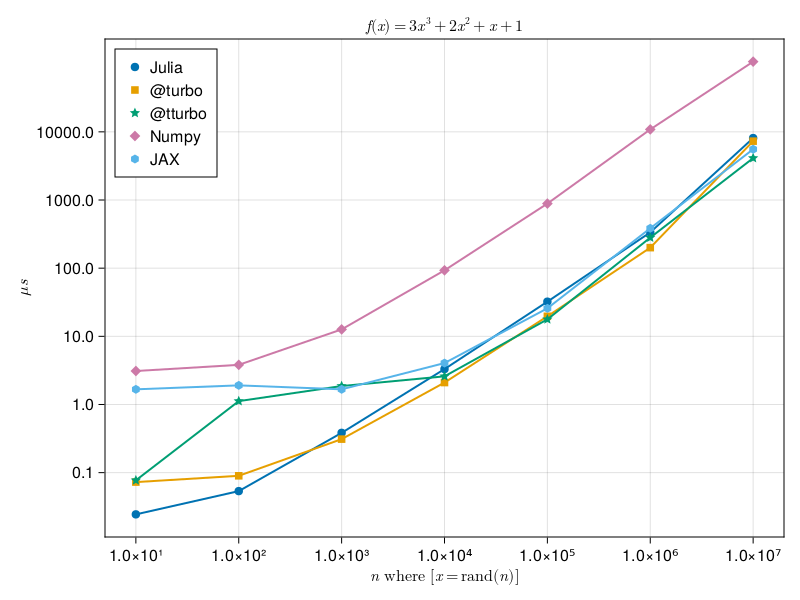 f(x) = 3x³ + 2x² + x + 1
Julia
@turbo
@tturbo
Numpy
JAX
10000.0
1000.0
100.0
10.0
1.0
0.1
μs
1.0×10¹ 1.0×10² 1.0×10³ 1.0×10⁴ 1.0×10⁵ 1.0×10⁶ 1.0×10⁷
n where [x = rand(n)]